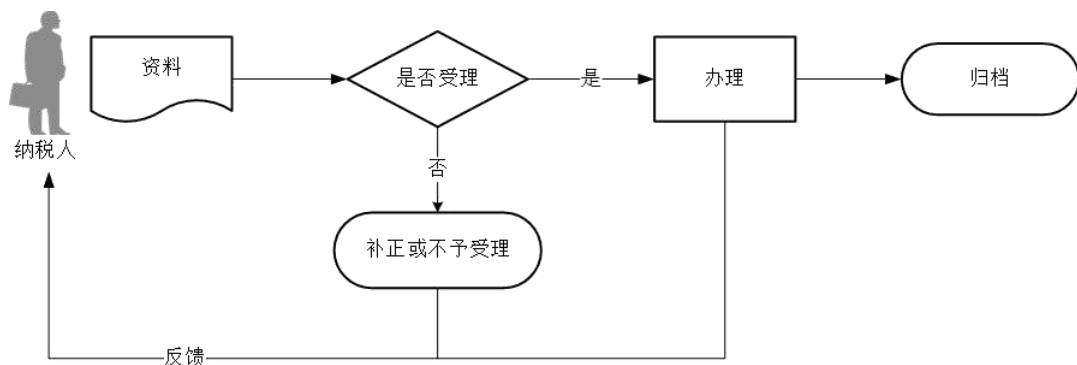 资料
是否受理
是
办理
归档
纳税人
否
补正或不予受理
反馈